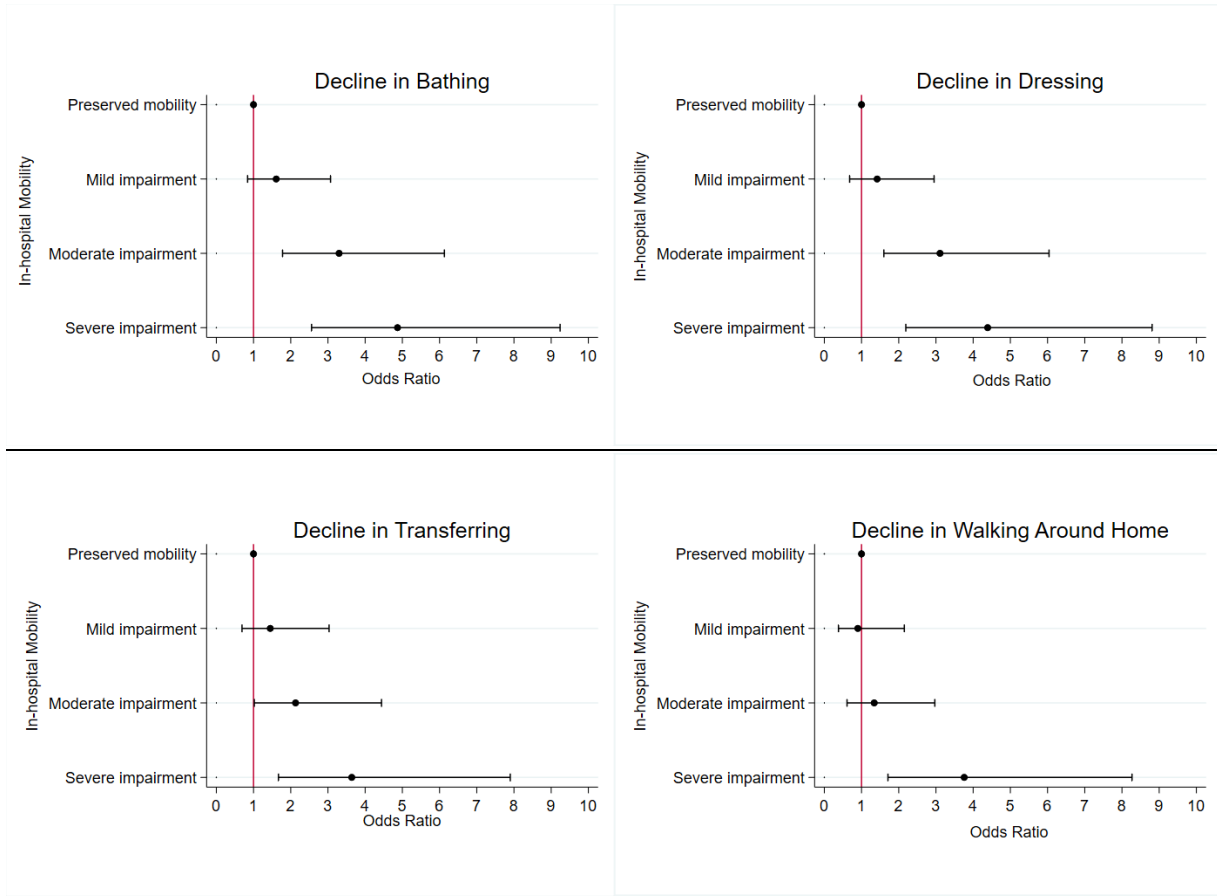 Decline in Bathing
In-hospital Mobility
Preserved mobility
Mild impairment
Moderate impairment
Severe impairment
0 1 2 3 4 5 6 7 8 9 10
Odds Ratio
Decline in Dressing
In-hospital Mobility
Preserved mobility
Mild impairment
Moderate impairment
Severe impairment
0 1 2 3 4 5 6 7 8 9 10
Odds Ratio
Decline in Transferring
In-hospital Mobility
Preserved mobility
Mild impairment
Moderate impairment
Severe impairment
0 1 2 3 4 5 6 7 8 9 10
Odds Ratio
Decline in Walking Around Home
In-hospital Mobility
Preserved mobility
Mild impairment
Moderate impairment
Severe impairment
0 1 2 3 4 5 6 7 8 9 10
Odds Ratio